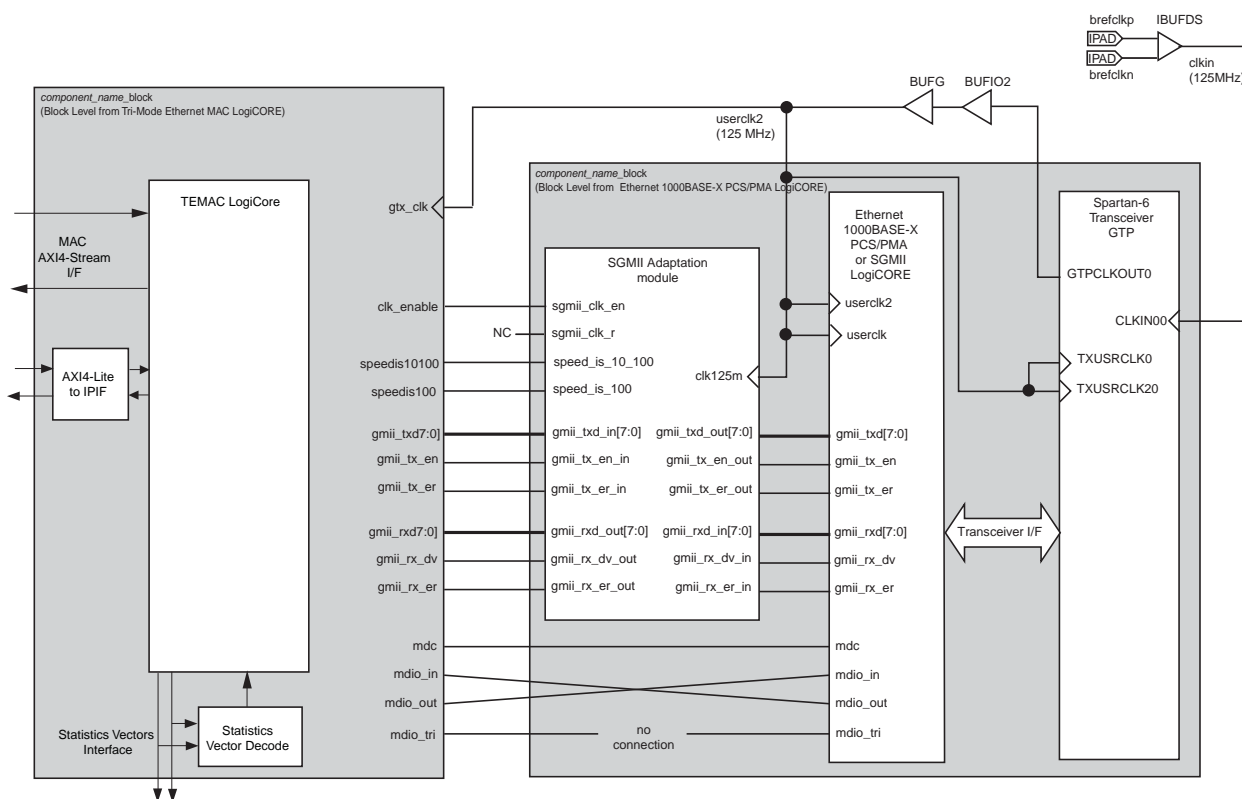 brefclkp
IBUFDS
IPAD
IPAD
clkin
brefclkn
(125MHz)
BUFG
BUFIO2
component_name_block
(Block Level from Tri-Mode Ethernet MAC LogiCORE)
userclk2
(125 MHz)
component_name_block
(Block Level from Ethernet 1000BASE-X PCS/PMA LogiCORE)
TEMAC LogiCore
gtx_clk
MAC
AXI4-Stream
I/F
AXI4-Lite
to IPIF
clk_enable
NC
speedis10100
speedis100
gmii_txd7:0]
gmii_tx_en
gmii_tx_er
gmii_rxd7:0]
gmii_rx_dv
gmii_rx_er
mdc
mdio_in
mdio_out
mdio_tri
Statistics Vectors
Interface
Statistics
Vector Decode
SGMII Adaptation
module
sgmii_clk_en
sgmii_clk_r
speed_is_10_100
clk125m
speed_is_100
gmii_txd_in[7:0]
gmii_txd_out[7:0]
gmii_tx_en_in
gmii_tx_en_out
gmii_tx_er_in
gmii_tx_er_out
gmii_rxd_out[7:0]
gmii_rxd_in[7:0]
gmii_rx_dv_out
gmii_rx_dv_in
gmii_rx_er_out
gmii_rx_er_in
no
connection
Ethernet
1000BASE-X
PCS/PMA
or SGMII
LogiCORE
userclk2
userclk
gmii_txd[7:0]
gmii_tx_en
gmii_tx_er
gmii_rxd[7:0]
gmii_rx_dv
gmii_rx_er
mdc
mdio_in
mdio_out
mdio_tri
Transceiver I/F
Spartan-6
Transceiver
GTP
GTPCLKOUT0
CLKIN00
TXUSRCLK0
TXUSRCLK20